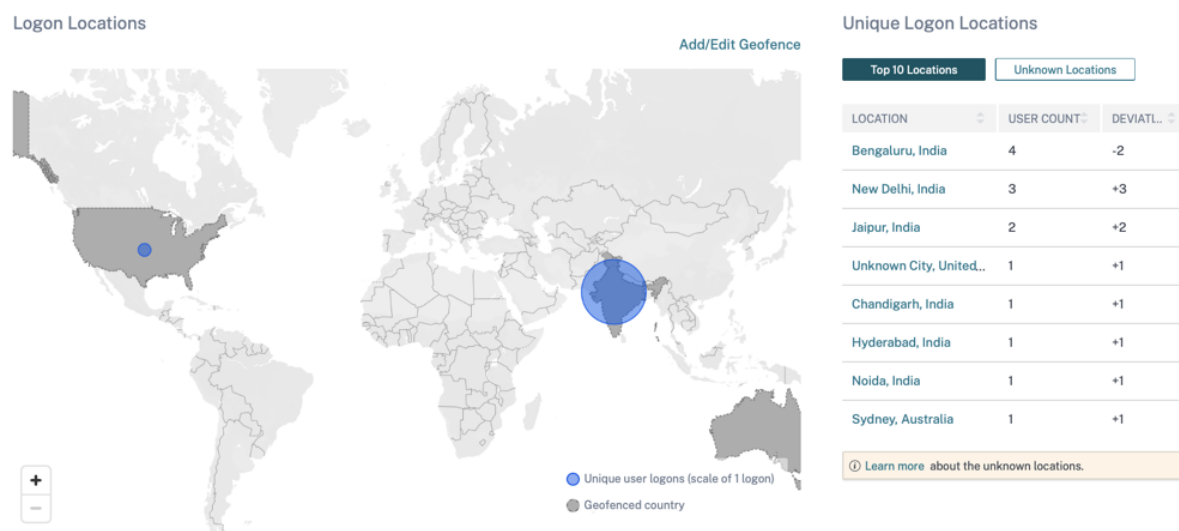 Logon Locations
Add/Edit Geofence
Unique user logons (scale of 1 logon)
Geofenced country
+
−
Unique Logon Locations
Top 10 Locations Unknown Locations
LOCATION USER COUNT DEVIATI...
Bengaluru, India 4 -2
New Delhi, India 3 +3
Jaipur, India 2 +2
Unknown City, United... 1 +1
Chandigarh, India 1 +1
Hyderabad, India 1 +1
Noida, India 1 +1
Sydney, Australia 1 +1
Learn more about the unknown locations.